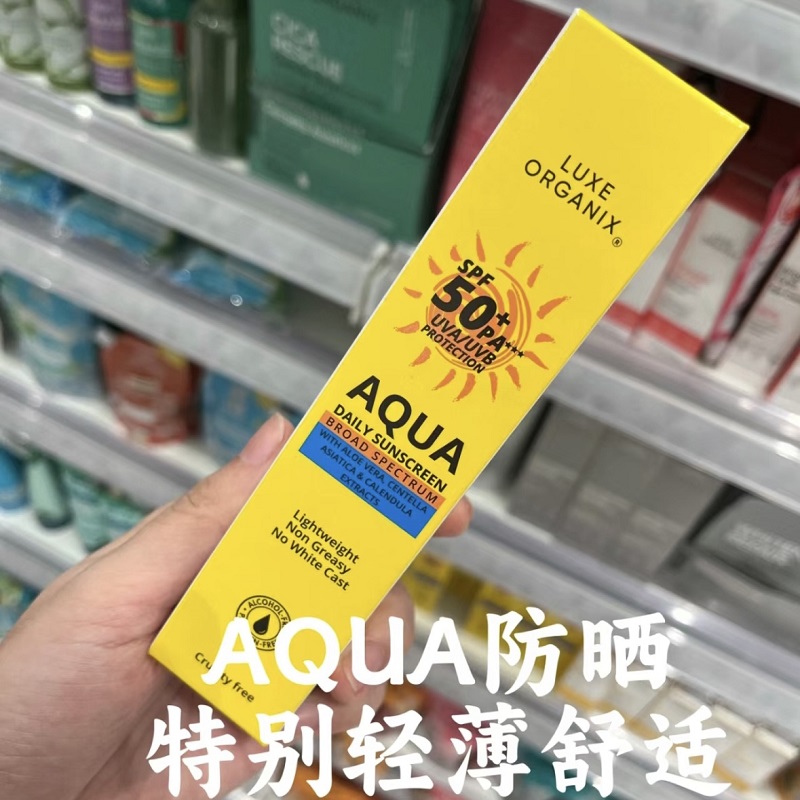 CICA
RESCUE
LUXE
ORGANIX®
SPF
50+
PA***
UVA/UVB
PROTECTION
AQUA
DAILY SUNSCREEN
BROAD SPECTRUM
WITH ALOE VERA, CENTELLA
ASIATICA & CALENDULA
EXTRACTS
Lightweight
Non Greasy
No White Cast
ALCOHOL-
AQUA防晒
特别轻薄舒适
free